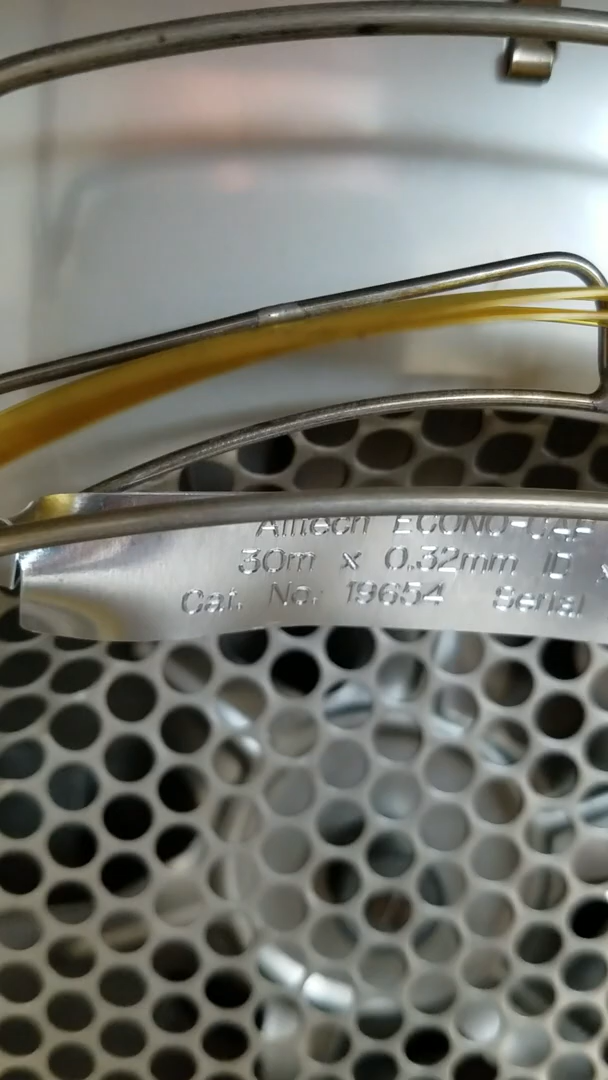 Alltech ECONO-CAP
30m x 0.32mm ID x
Cat. No. 19654 Serial